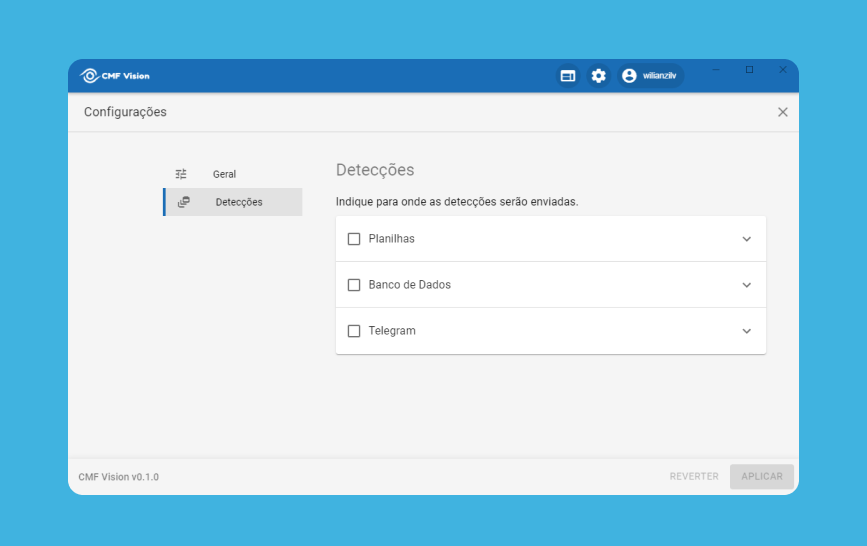 CMF Vision
wilianzilv
Configurações
Geral
Detecções
Detecções
Indique para onde as detecções serão enviadas.
Planilhas
Banco de Dados
Telegram
CMF Vision v0.1.0
REVERTER
APLICAR